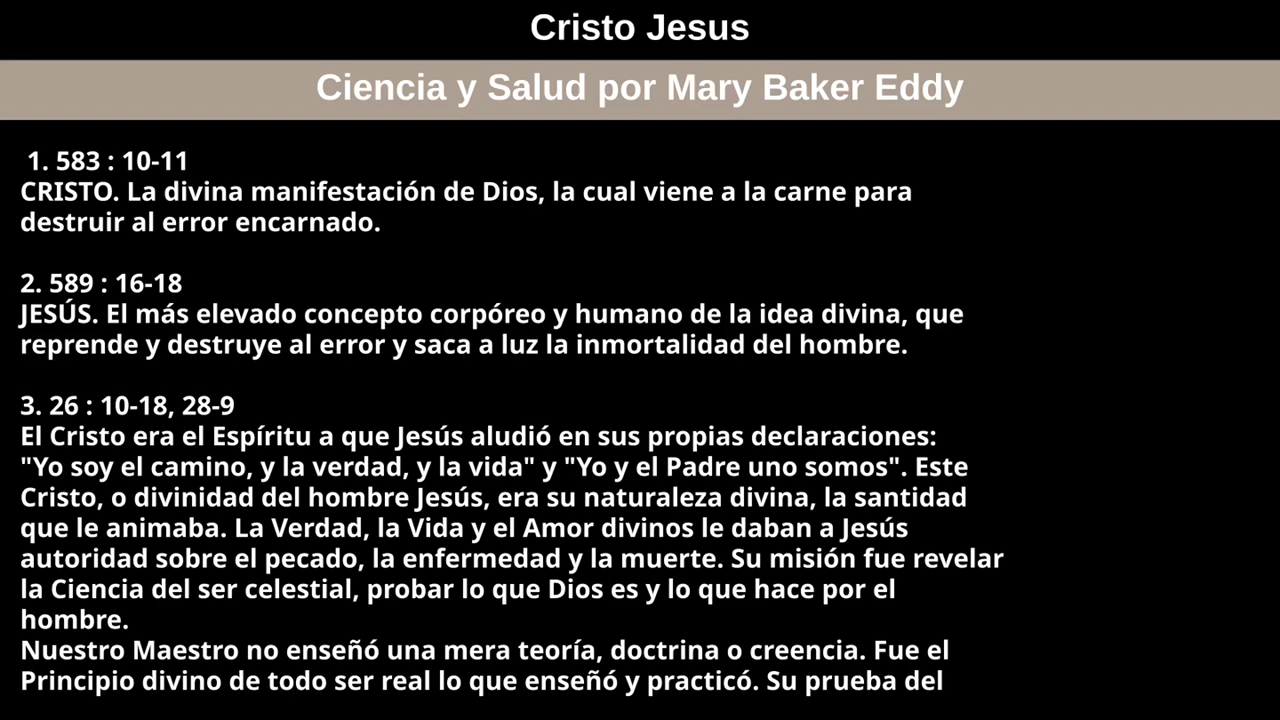 Cristo Jesus
Ciencia y Salud por Mary Baker Eddy
1. 583 : 10-11
CRISTO. La divina manifestación de Dios, la cual viene a la carne para
destruir al error encarnado.
2. 589 : 16-18
JESÚS. El más elevado concepto corpóreo y humano de la idea divina, que
reprende y destruye al error y saca a luz la inmortalidad del hombre.
3. 26 : 10-18, 28-9
El Cristo era el Espíritu a que Jesús aludió en sus propias declaraciones:
"Yo soy el camino, y la verdad, y la vida" y "Yo y el Padre uno somos". Este
Cristo, o divinidad del hombre Jesús, era su naturaleza divina, la santidad
que le animaba. La Verdad, la Vida y el Amor divinos le daban a Jesús
autoridad sobre el pecado, la enfermedad y la muerte. Su misión fue revelar
la Ciencia del ser celestial, probar lo que Dios es y lo que hace por el
hombre.
Nuestro Maestro no enseñó una mera teoría, doctrina o creencia. Fue el
Principio divino de todo ser real lo que enseñó y practicó. Su prueba del